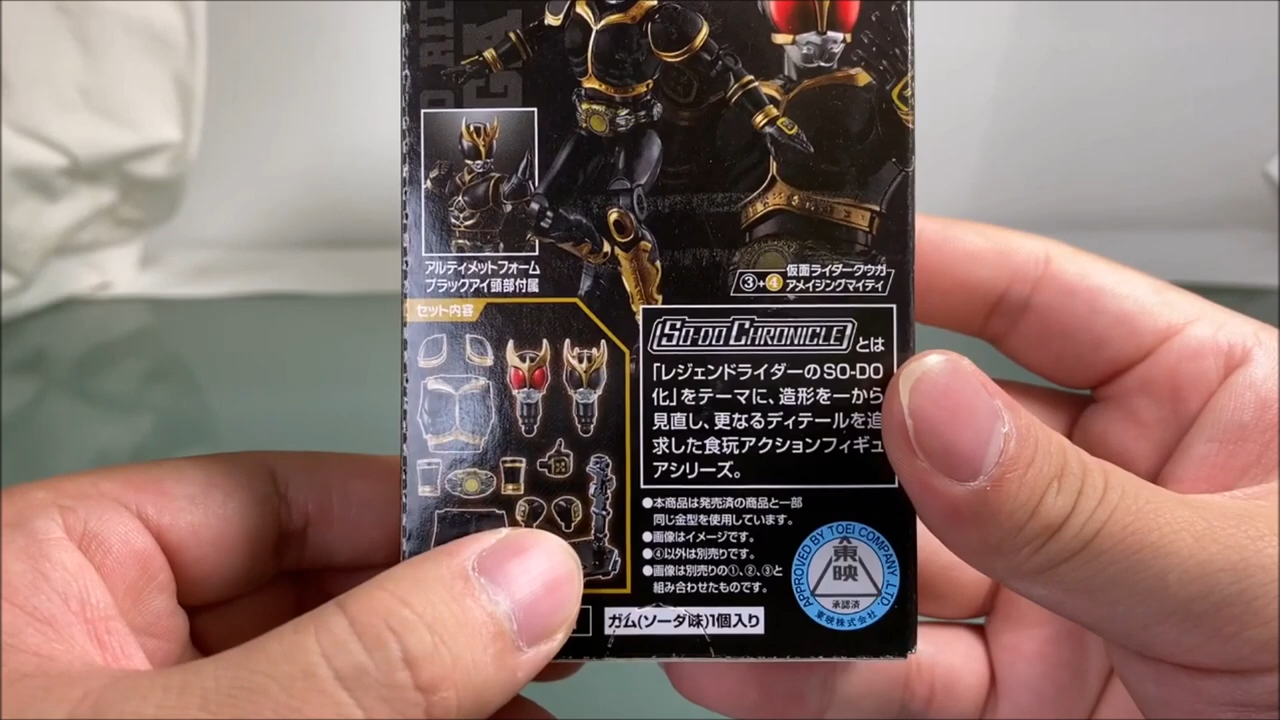 アルティメットフォーム
ブラックアイ頭部付属
セット内容
③+④
仮面ライダークウガ
アメイジングマイティ
SO-DO CHRONICLE とは
「レジェンドライダーのSO-DO
化」をテーマに、造形を一から
見直し、更なるディテールを追
求した食玩アクションフィギュ
アシリーズ。
●本商品は発売済の商品と一部
同じ金型を使用しています。
●画像はイメージです。
●④以外は別売りです。
●画像は別売りの①、②、③と
組み合わせたものです。
ガム(ソーダ味)1個入り
APPROVED BY TOEI COMPANY, LTD.
東映
承認済
東映株式会社